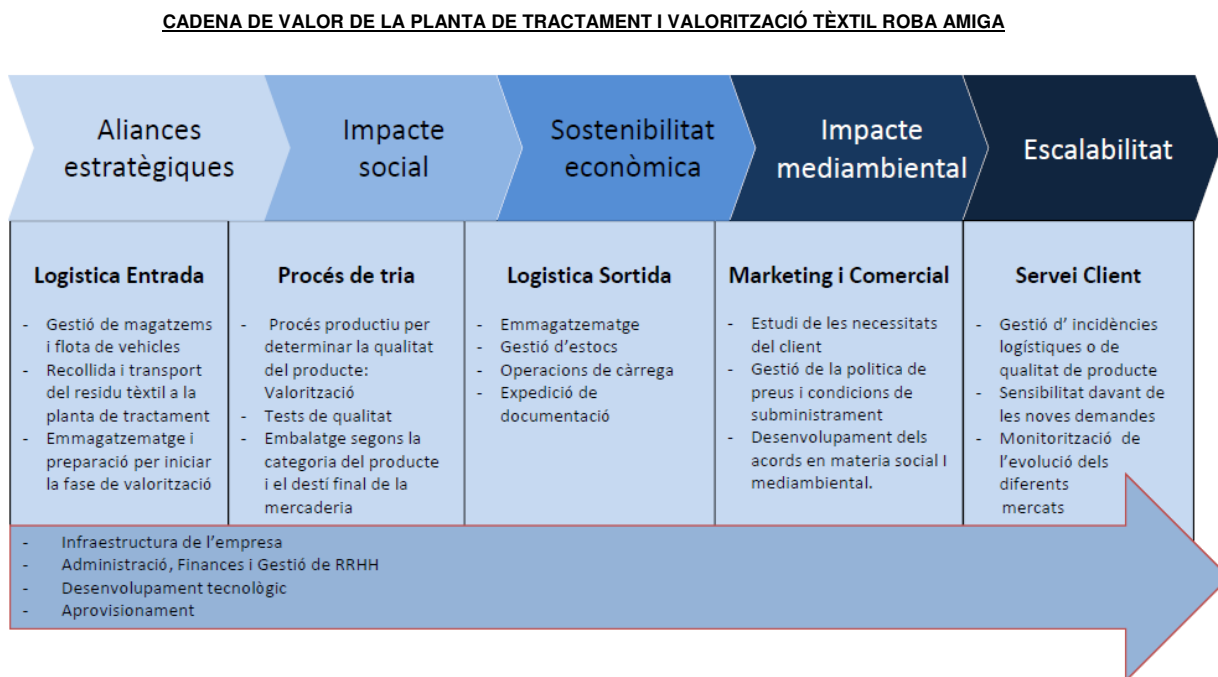 CADENA DE VALOR DE LA PLANTA DE TRACTAMENT I VALORITZACIÓ TÈXTIL ROBA AMIGA
Aliances
estratègiques
Impacte
social
Sostenibilitat
econòmica
Impacte
mediambiental
Escalabilitat
Logistica Entrada
- Gestió de magatzems
i flota de vehicles
- Recollida i transport
del residu tèxtil a la
planta de tractament
- Emmagatzematge i
preparació per iniciar
la fase de valorització
Procés de tria
- Procés productiu per
determinar la qualitat
del producte:
Valorització
- Tests de qualitat
- Embalatge segons la
categoria del producte
i el destí final de la
mercaderia
Logistica Sortida
- Emmagatzematge
- Gestió d'estocs
- Operacions de càrrega
- Expedició de
documentació
Marketing i Comercial
- Estudi de les necessitats
del client
- Gestió de la politica de
preus i condicions de
subministrament
- Desenvolupament dels
acords en materia social I
mediambiental.
Servei Client
- Gestió d' incidències
logístiques o de
qualitat de producte
- Sensibilitat davant de
les noves demandes
- Monitorització de
l'evolució dels
diferents
mercats
- Infraestructura de l'empresa
- Administració, Finances i Gestió de RRHH
- Desenvolupament tecnològic
- Aprovisionament